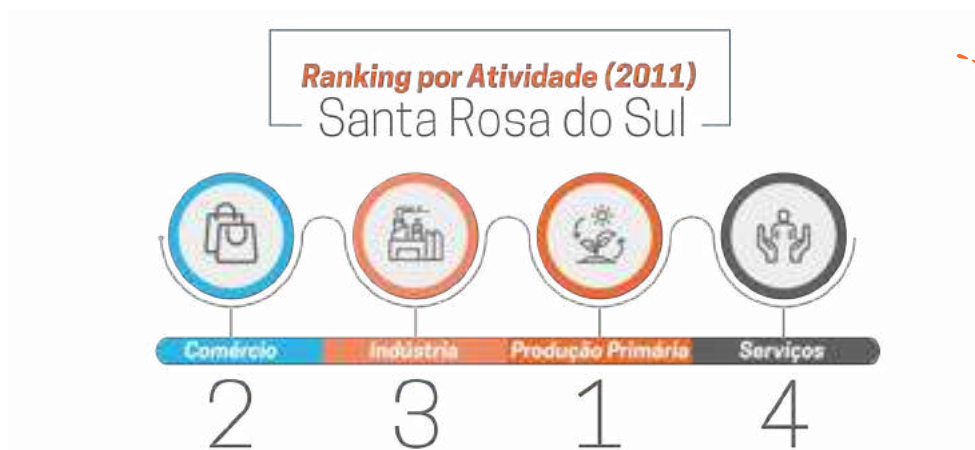 Ranking por Atividade (2011)
Santa Rosa do Sul
Comércio Indústria Produção Primária Serviços
2 3 1 4